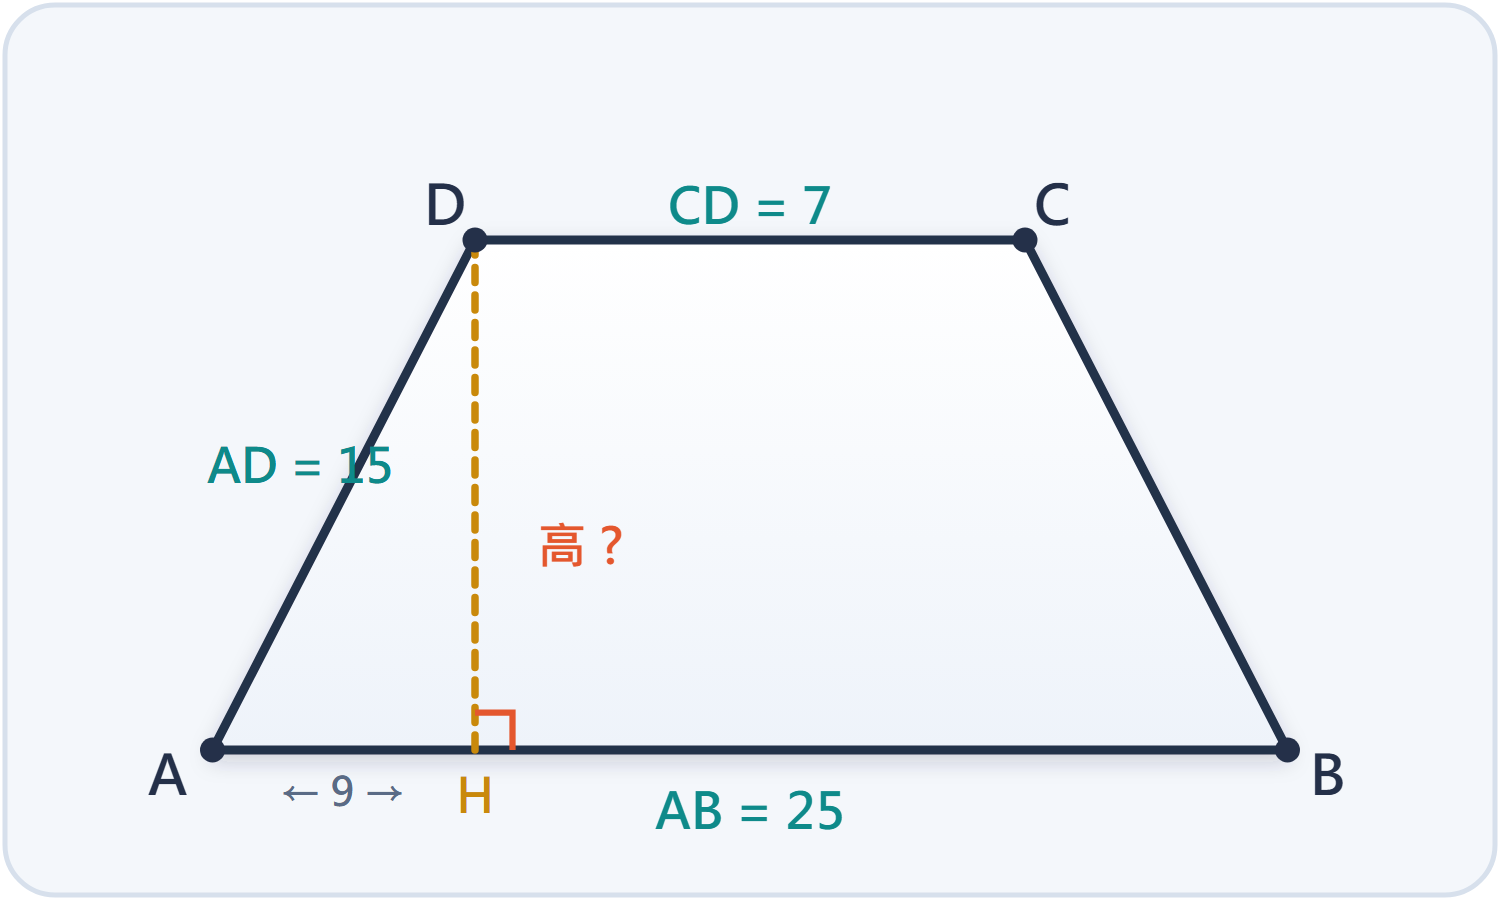 D
CD = 7
C
AD = 15
高 ?
A
← 9 →
H
AB = 25
B